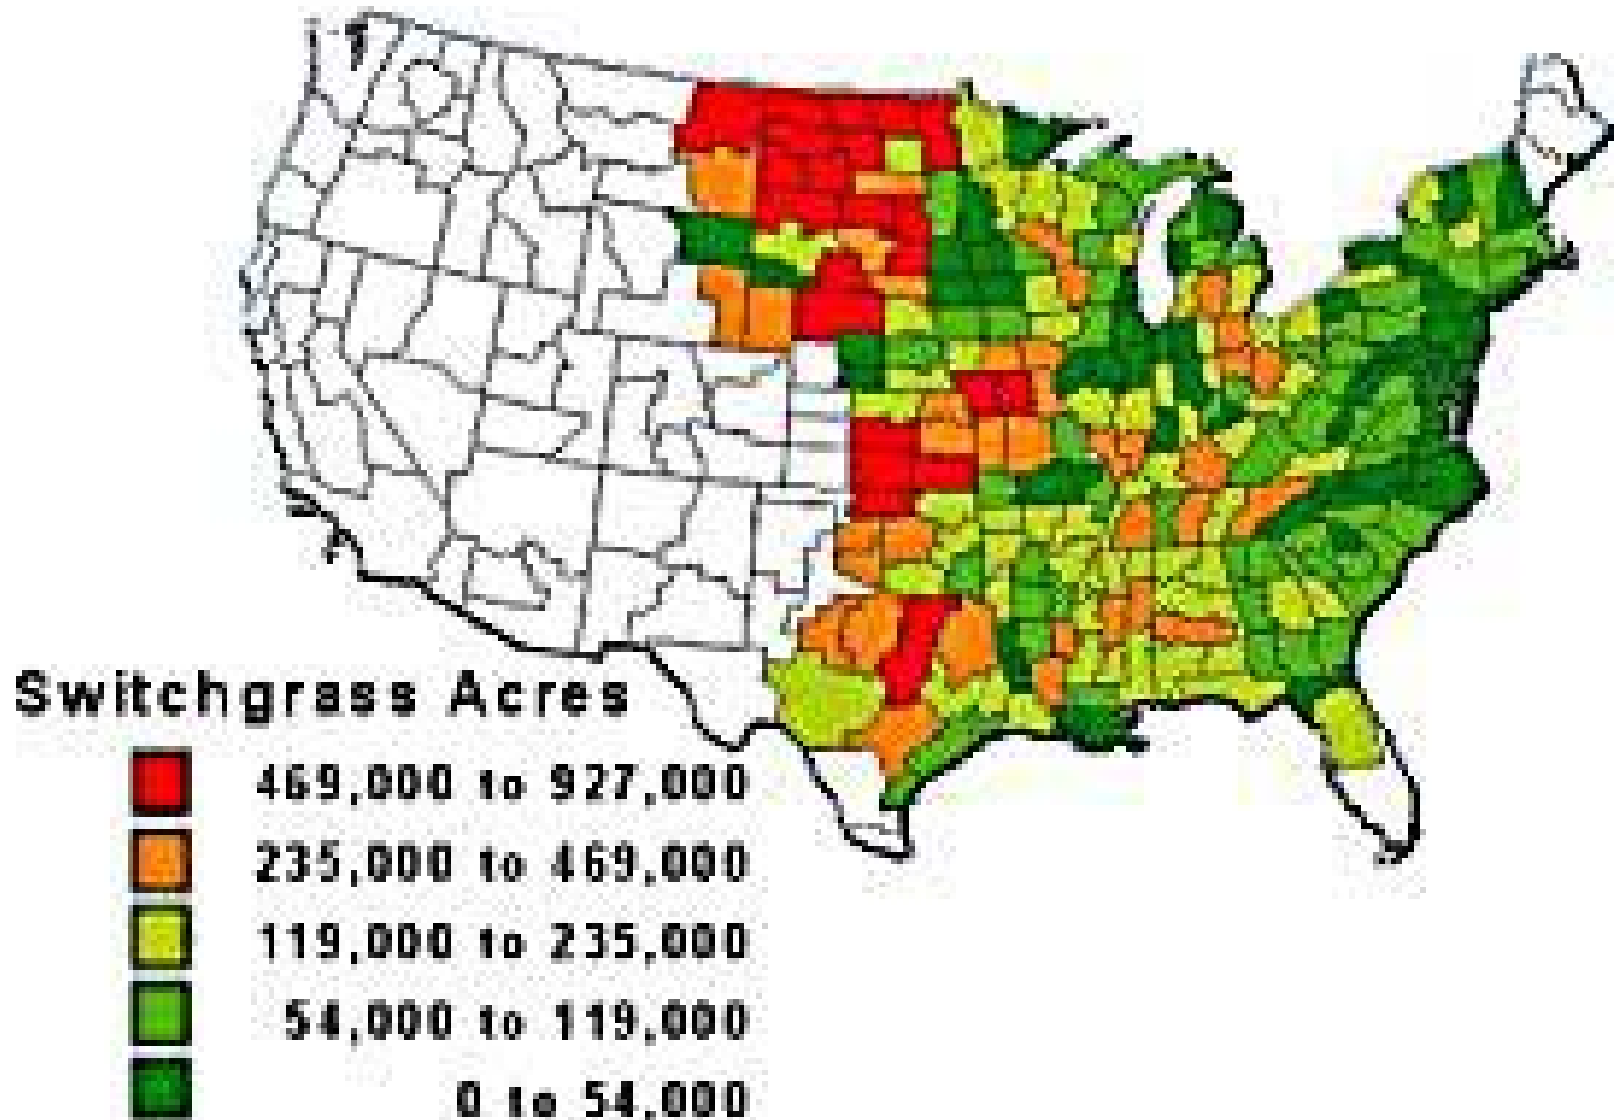 Switchgrass Acres
469,000 to 927,000
235,000 to 469,000
119,000 to 235,000
54,000 to 119,000
0 to 54,000